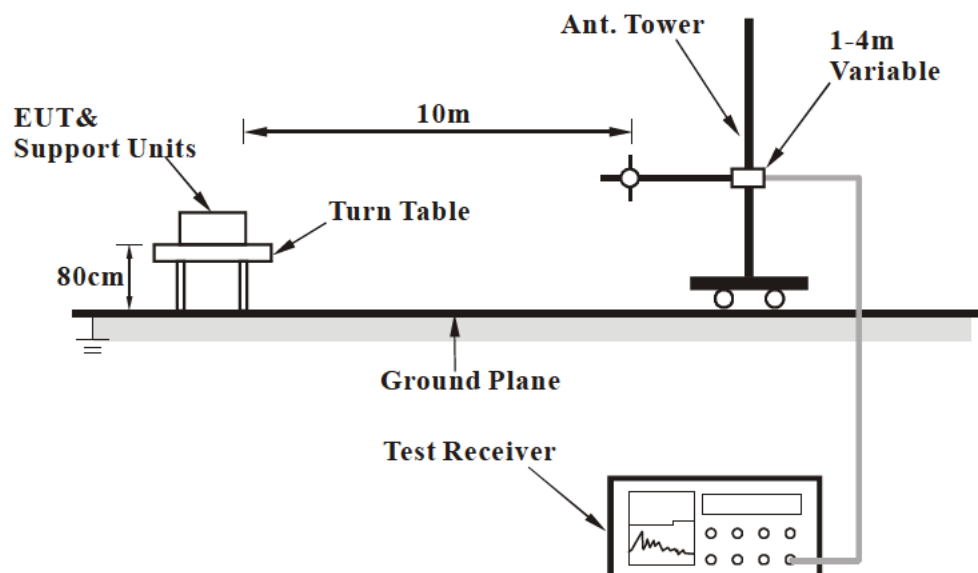 Ant. Tower
1-4m
Variable
10m
EUT&
Support Units
Turn Table
80cm
Ground Plane
Test Receiver